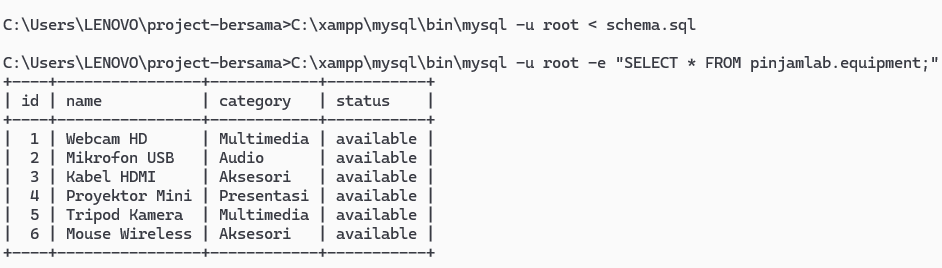 C:\Users\LENOVO\project-bersama>C:\xampp\mysql\bin\mysql -u root < schema.sql
C:\Users\LENOVO\project-bersama>C:\xampp\mysql\bin\mysql -u root -e "SELECT * FROM pinjamlab.equipment;"
+----+----------------+------------+-----------+
| id | name           | category   | status    |
+----+----------------+------------+-----------+
|  1 | Webcam HD      | Multimedia | available |
|  2 | Mikrofon USB   | Audio      | available |
|  3 | Kabel HDMI     | Aksesori   | available |
|  4 | Proyektor Mini | Presentasi | available |
|  5 | Tripod Kamera  | Multimedia | available |
|  6 | Mouse Wireless | Aksesori   | available |
+----+----------------+------------+-----------+